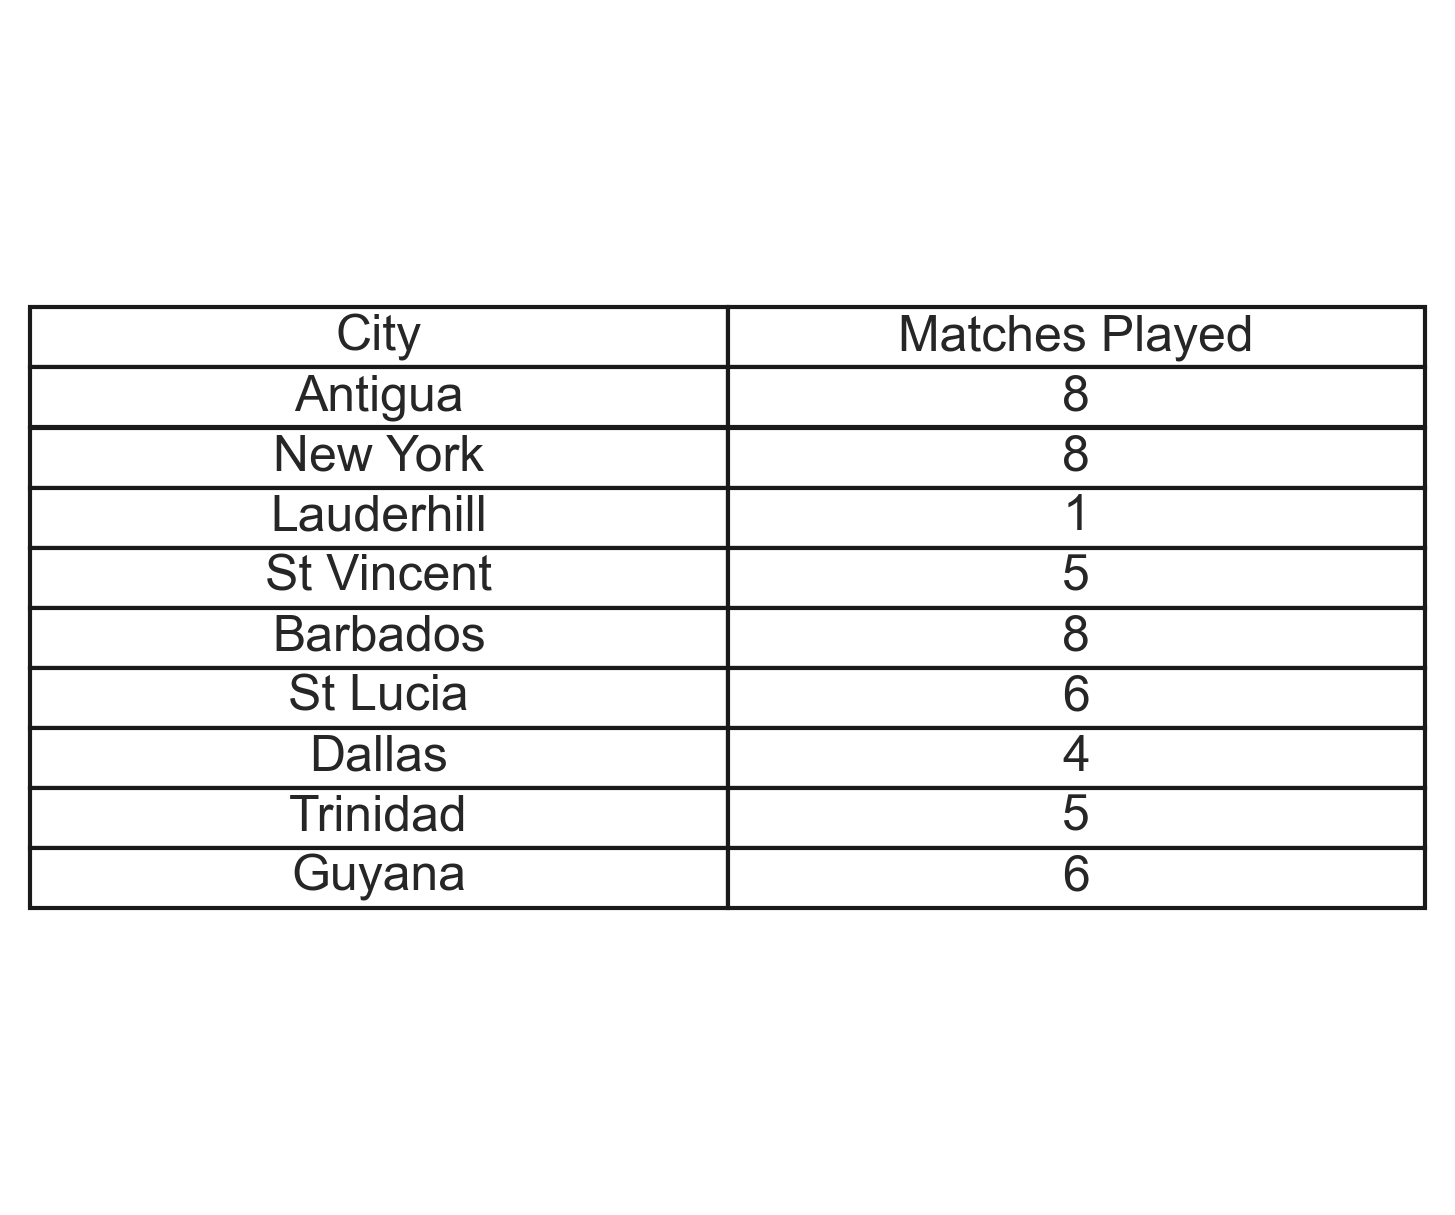 City Matches Played
Antigua 8
New York 8
Lauderhill 1
St Vincent 5
Barbados 8
St Lucia 6
Dallas 4
Trinidad 5
Guyana 6